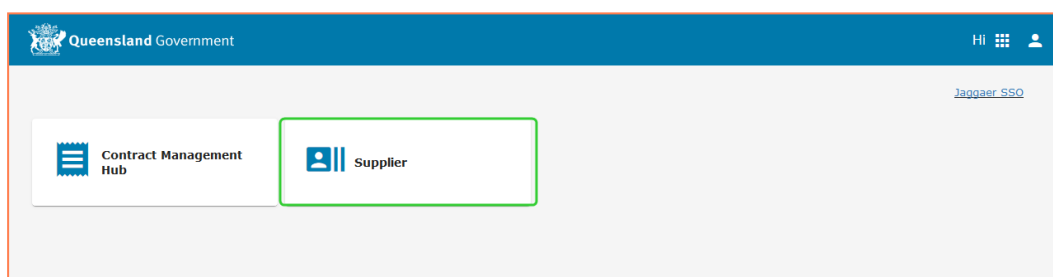 Queensland Government
Hi
Jaggaer SSO
Contract Management
Hub
Supplier